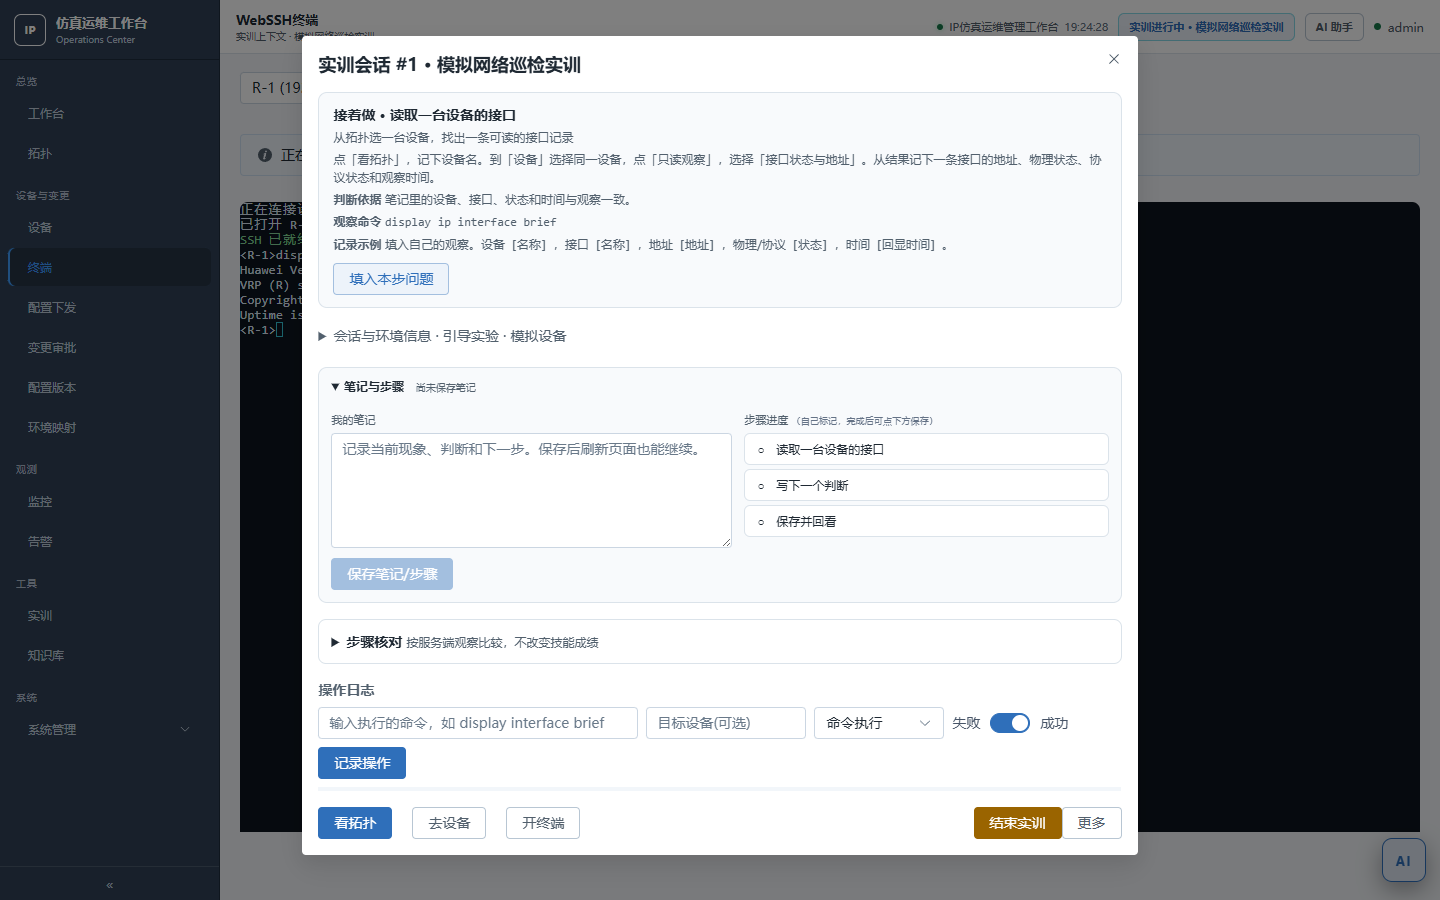 IP
仿真运维工作台
Operations Center
总览
工作台
拓扑
设备与变更
设备
终端
配置下发
变更审批
配置版本
环境映射
观测
监控
告警
工具
实训
知识库
系统
系统管理
«
WebSSH终端
实训上下文 · 模拟网络巡检实训
IP仿真运维管理工作台 19:24:28
实训进行中 • 模拟网络巡检实训
AI 助手
admin
R-1 (19
正在
正在连接
已打开 R-
SSH 已就
<R-1>disp
Huawei Ve
VRP (R) s
Copyright
Uptime is
<R-1>
实训会话 #1 • 模拟网络巡检实训
接着做 • 读取一台设备的接口
从拓扑选一台设备，找出一条可读的接口记录
点「看拓扑」，记下设备名。到「设备」选择同一设备，点「只读观察」，选择「接口状态与地址」。从结果记下一条接口的地址、物理状态、协议状态和观察时间。
判断依据 笔记里的设备、接口、状态和时间与观察一致。
观察命令 display ip interface brief
记录示例 填入自己的观察。设备 [名称] ，接口 [名称] ，地址 [地址] ，物理/协议 [状态] ，时间 [回显时间] 。
填入本步问题
会话与环境信息 · 引导实验 · 模拟设备
笔记与步骤 尚未保存笔记
我的笔记
记录当前现象、判断和下一步。保存后刷新页面也能继续。
保存笔记/步骤
步骤进度 （自己标记，完成后可点下方保存）
读取一台设备的接口
写下一个判断
保存并回看
步骤核对 按服务端观察比较，不改变技能成绩
操作日志
输入执行的命令，如 display interface brief
目标设备(可选)
命令执行
失败
成功
记录操作
看拓扑
去设备
开终端
结束实训
更多
AI